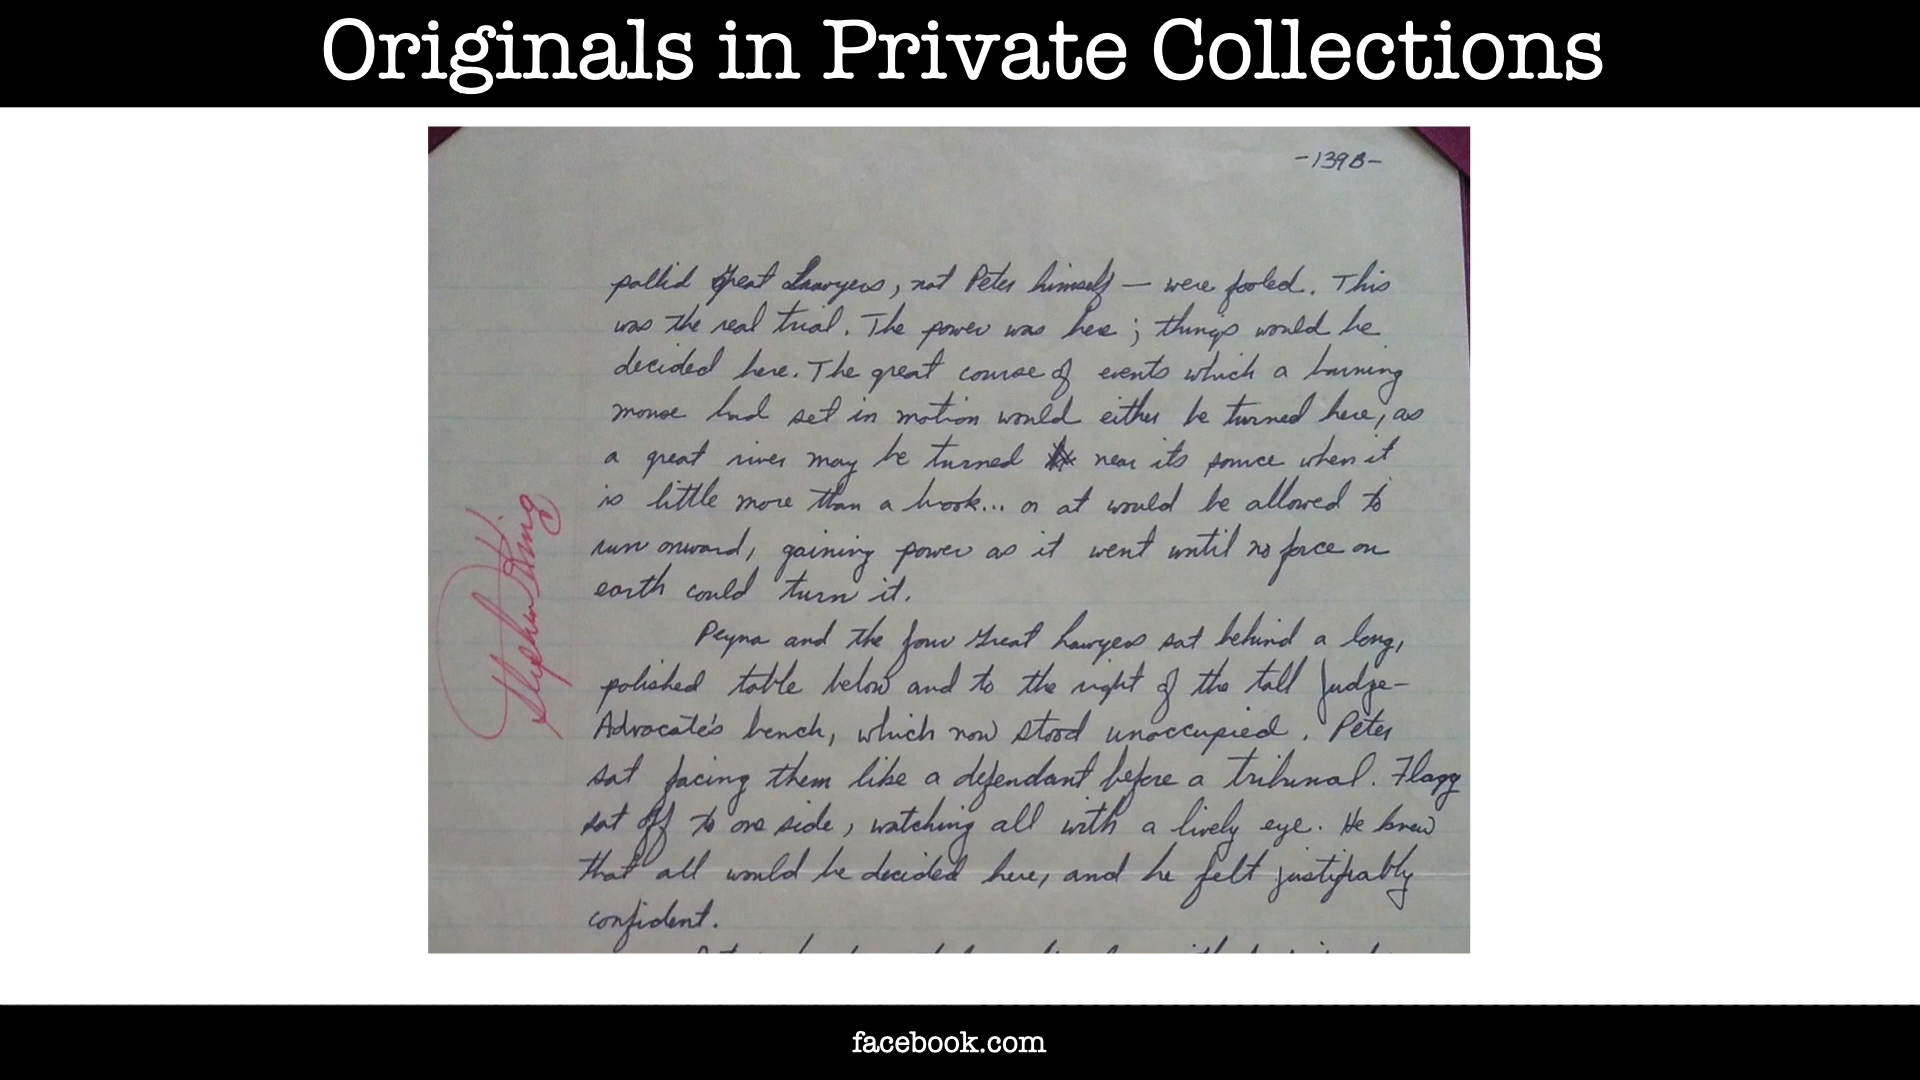 Originals in Private Collections
-139B-
pallid Great Lawyers, not Peter himself — were fooled. This
was the real trial. The power was here; things would be
decided here. The great course of events which a burning
mouse had set in motion would either be turned here, as
a great river may be turned near its source when it
is little more than a brook... or at would be allowed to
run onward, gaining power as it went until no force on
earth could turn it.
Peyna and the four Great Lawyers sat behind a long,
polished table below and to the right of the tall Judge-
Advocate's bench, which now stood unoccupied. Peter
sat facing them like a defendant before a tribunal. Flagg
sat off to one side, watching all with a lively eye. He knew
that all would be decided here, and he felt justifiably
confident.
Stephen King
facebook.com